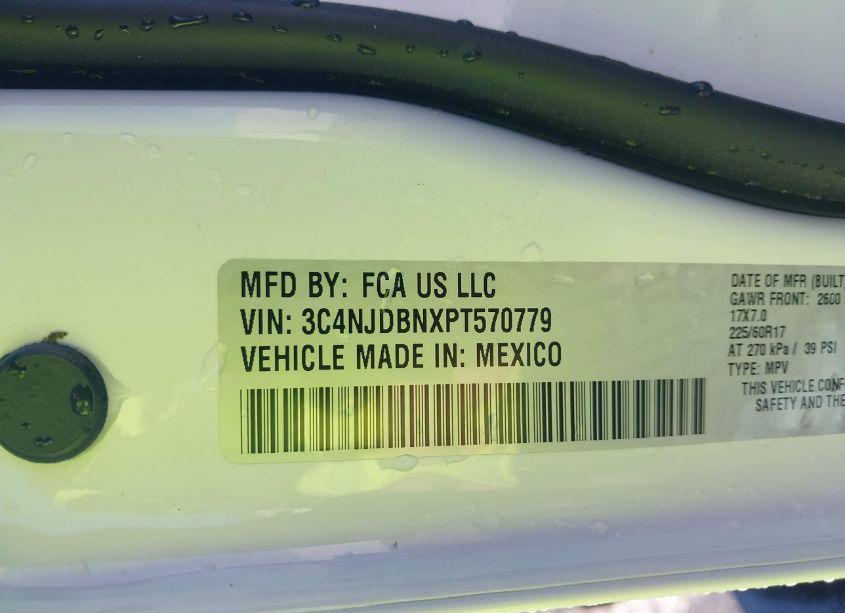 MFD BY: FCA US LLC
VIN: 3C4NJDBNXPT570779
VEHICLE MADE IN: MEXICO
DATE OF MFR (BUILT
GAWR FRONT: 2600
17X7.0
225/60R17
AT 270 kPa / 39 PSI
TYPE: MPV
THIS VEHICLE CONF
SAFETY AND THE